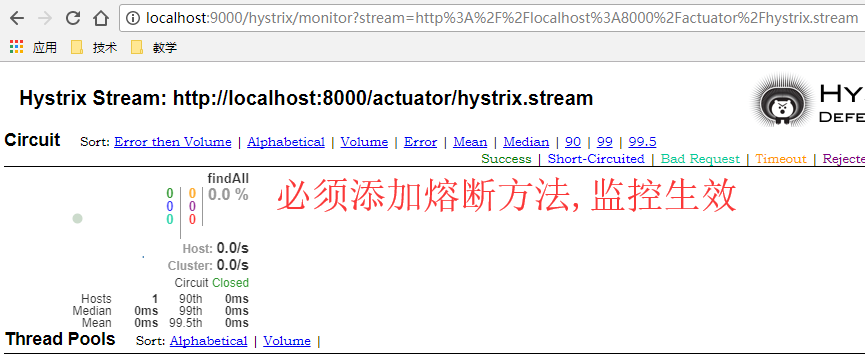 localhost:9000/hystrix/monitor?stream=http%3A%2F%2Flocalhost%3A8000%2Factuator%2Fhystrix.stream
应用 技术 教学
Hystrix Stream: http://localhost:8000/actuator/hystrix.stream
HY
DEFE
Circuit Sort: Error then Volume | Alphabetical | Volume | Error | Mean | Median | 90 | 99 | 99.5
Success | Short-Circuited | Bad Request | Timeout | Rejecte
findAll
0 0 0.0 %
0 0
0 0
必须添加熔断方法,监控生效
Host: 0.0/s
Cluster: 0.0/s
Circuit Closed
Hosts 1 90th 0ms
Median 0ms 99th 0ms
Mean 0ms 99.5th 0ms
Thread Pools Sort: Alphabetical | Volume |